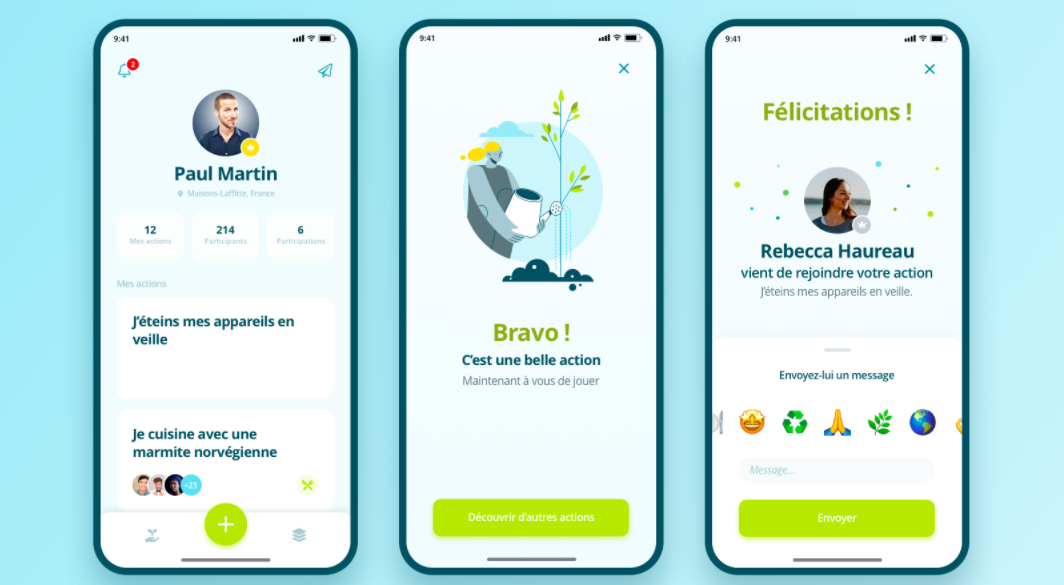 9:41
2
Paul Martin
Maisons-Laffitte, France
12
Mes actions
214
Participants
6
Participations
Mes actions
J'éteins mes appareils en
veille
Je cuisine avec une
marmite norvégienne
+23
9:41
Bravo !
C'est une belle action
Maintenant à vous de jouer
Découvrir d'autres actions
9:41
Félicitations !
Rebecca Haureau
vient de rejoindre votre action
J'éteins mes appareils en veille.
Envoyez-lui un message
Message...
Envoyer